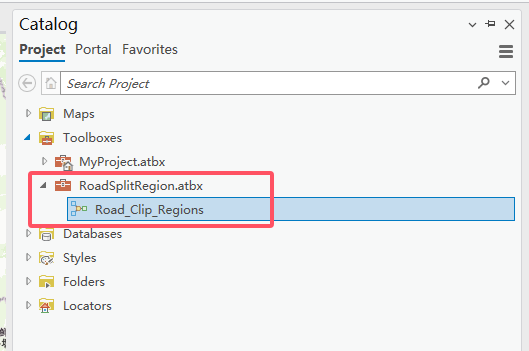 Catalog
Project Portal Favorites
Search Project
Maps
Toolboxes
MyProject.atbx
RoadSplitRegion.atbx
Road_Clip_Regions
Databases
Styles
Folders
Locators